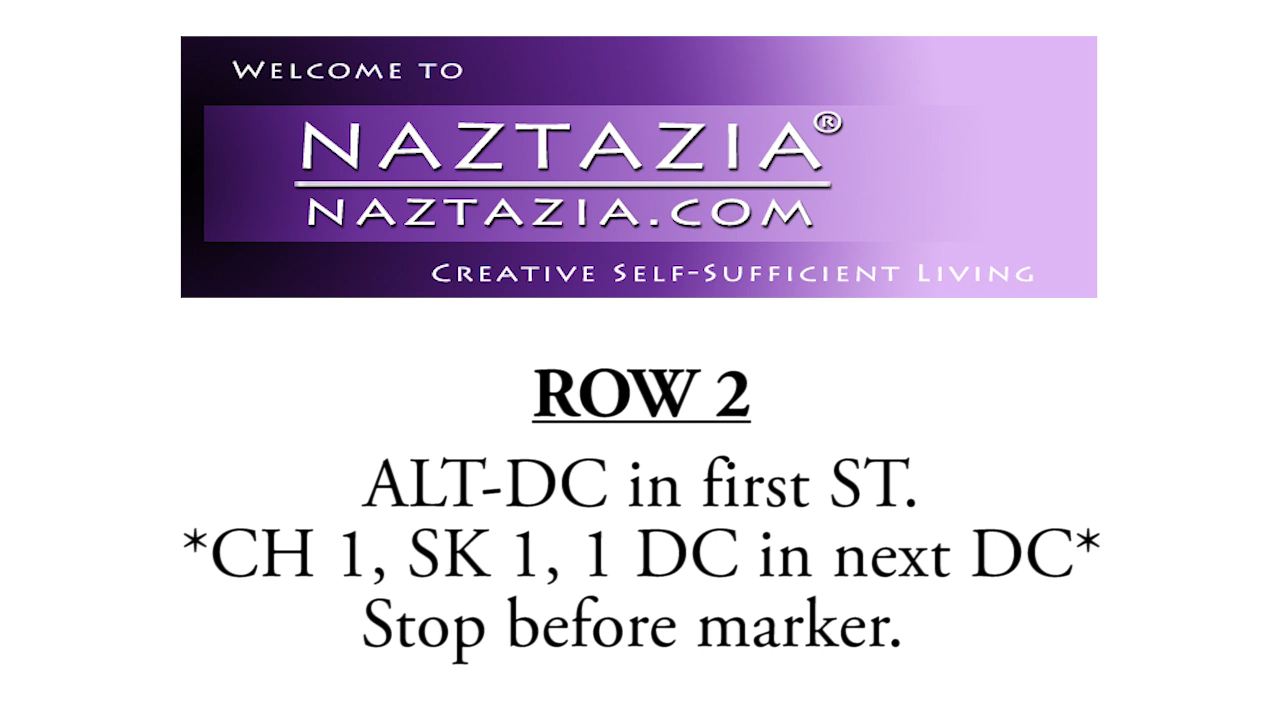 WELCOME TO
NAZTAZIA®
NAZTAZIA.COM
CREATIVE SELF-SUFFICIENT LIVING
ROW 2
ALT-DC in first ST.
*CH 1, SK 1, 1 DC in next DC*
Stop before marker.